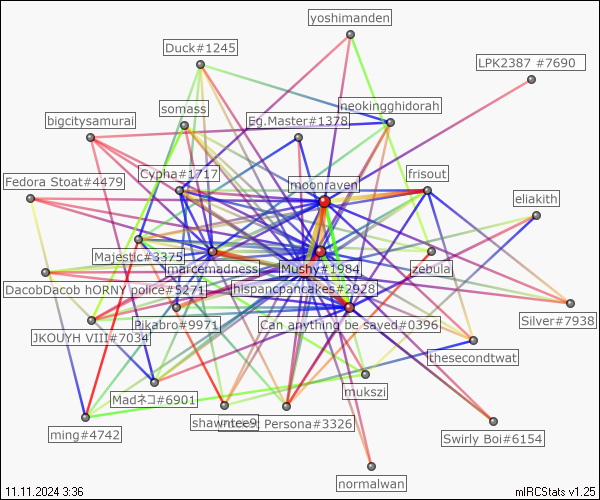 yoshimanden
Duck#1245
LPK2387 #7690
somass
neokingghidorah
bigcitysamurai
Eg.Master#1378
Cypha#1717
frisout
Fedora Stoat#4479
moonraven
eliakith
Majestic#3375
marcemadness
Mushy#1984
zebula
DacobDacob hORNY police#5271
hispancpancakes#2928
Silver#7938
Pikabro#9971
Can anything be saved#0396
JKOUYH VIII#7034
thesecondtwat
mukszi
Madネコ#6901
shawntee9
Persona#3326
ming#4742
Swirly Boi#6154
normalwan
11.11.2024 3:36
mIRCStats v1.25